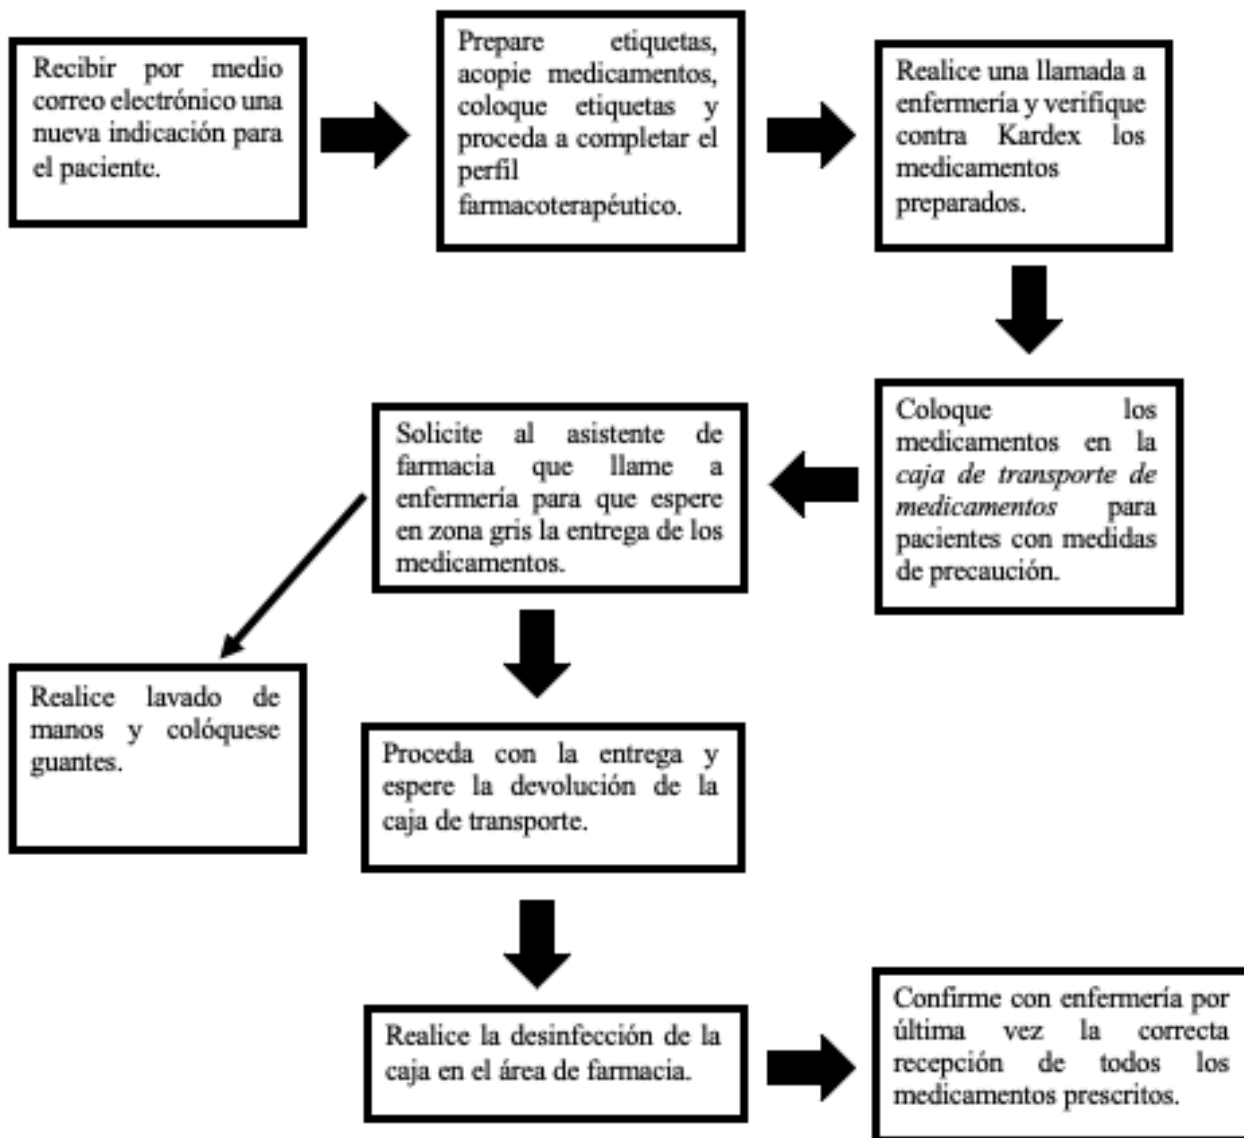 Recibir por medio
correo electrónico una
nueva indicación para
el paciente.
Prepare etiquetas,
acopie medicamentos,
coloque etiquetas y
proceda a completar el
perfil
farmacoterapéutico.
Realice una llamada a
enfermería y verifique
contra Kardex los
medicamentos
preparados.
Coloque los
medicamentos en la
caja de transporte de
medicamentos para
pacientes con medidas
de precaución.
Solicite al asistente de
farmacia que llame a
enfermería para que espere
en zona gris la entrega de los
medicamentos.
Realice lavado de
manos y colóquese
guantes.
Proceda con la entrega y
espere la devolución de la
caja de transporte.
Realice la desinfección de la
caja en el área de farmacia.
Confirme con enfermería por
última vez la correcta
recepción de todos los
medicamentos prescritos.